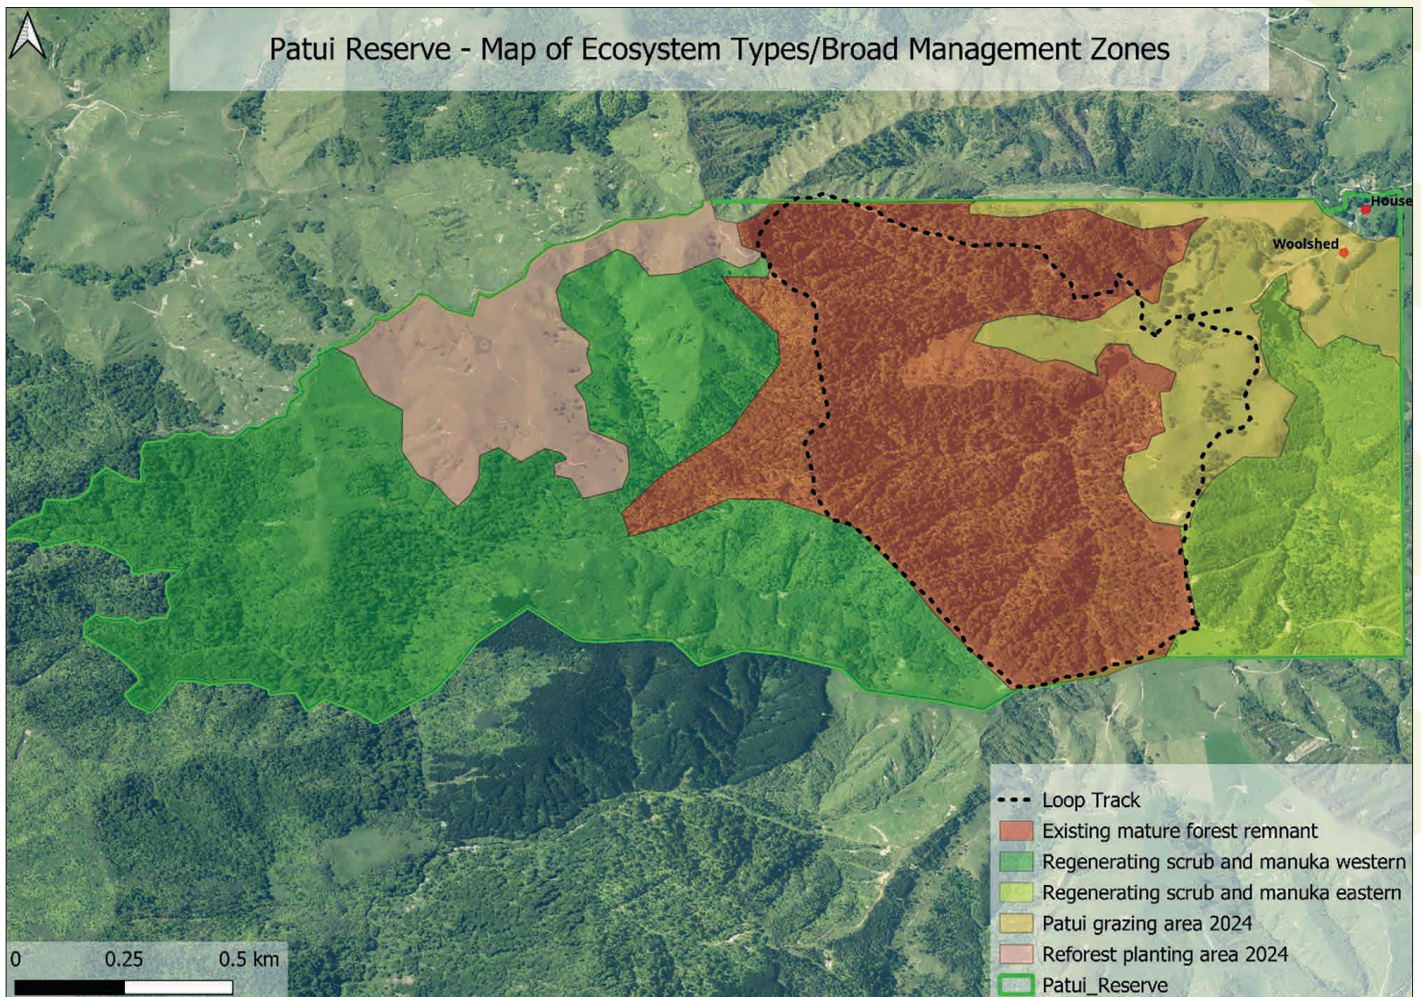 Patui Reserve - Map of Ecosystem Types/Broad Management Zones
House
Woolshed
Loop Track
Existing mature forest remnant
Regenerating scrub and manuka western
Regenerating scrub and manuka eastern
Patui grazing area 2024
Reforest planting area 2024
Patui_Reserve
0 0.25 0.5 km